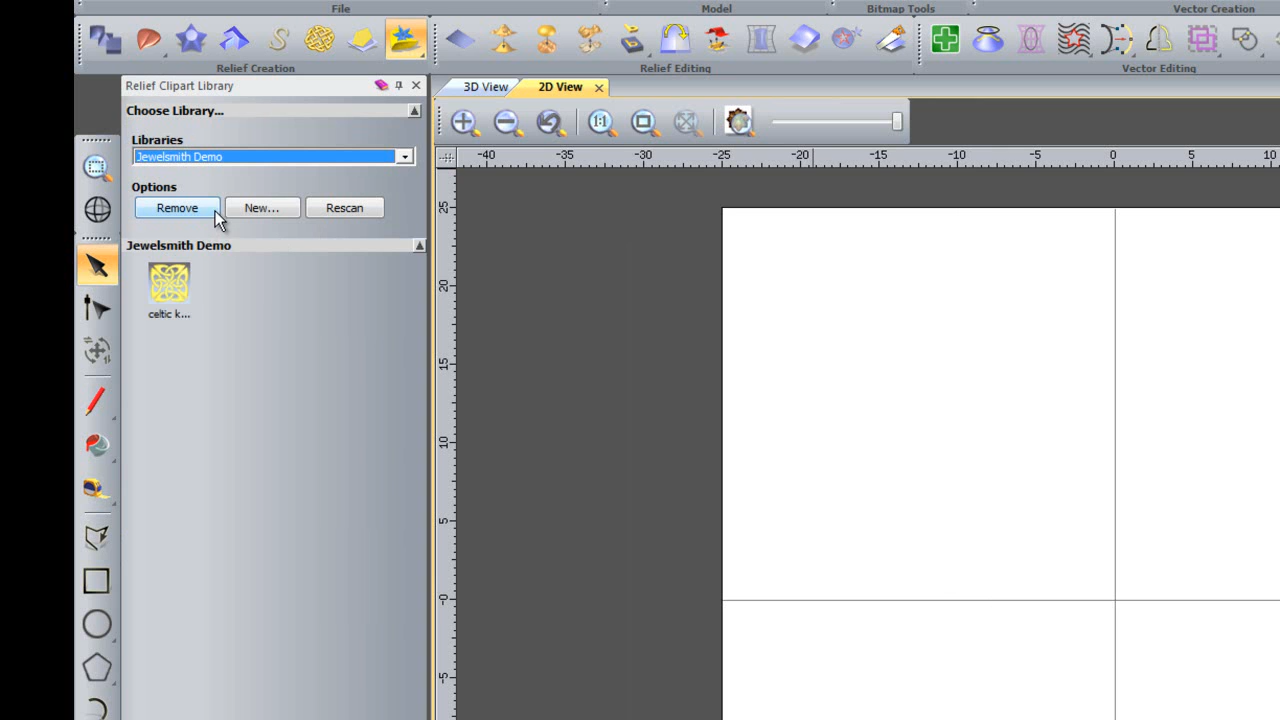 File
Model
Bitmap Tools
Vector Creation
Relief Creation
Relief Editing
Vector Editing
Relief Clipart Library
3D View
2D View
Choose Library...
Libraries
Jewelsmith Demo
1:1
Options
Remove
New...
Rescan
Jewelsmith Demo
celtic k...
-40 -35 -30 -25 -20 -15 -10 -5 0 5 10
25
20
15
10
5
-0
-5